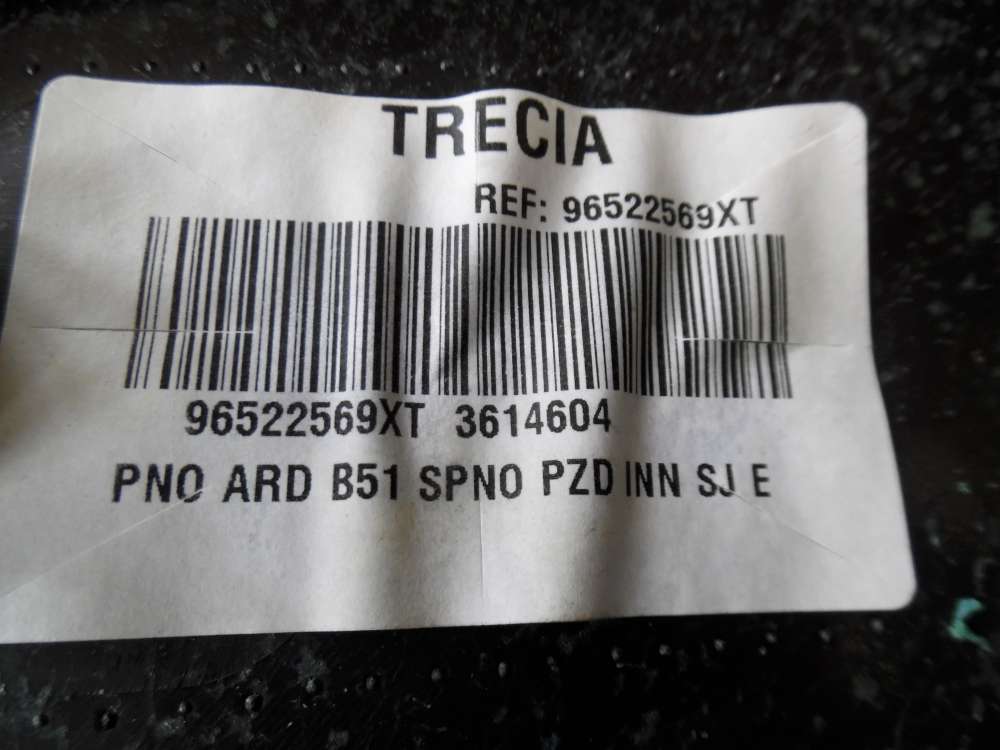 TRECIA
REF: 96522569XT
96522569XT 3614604
PNO ARD B51 SPNO PZD INN SJ E